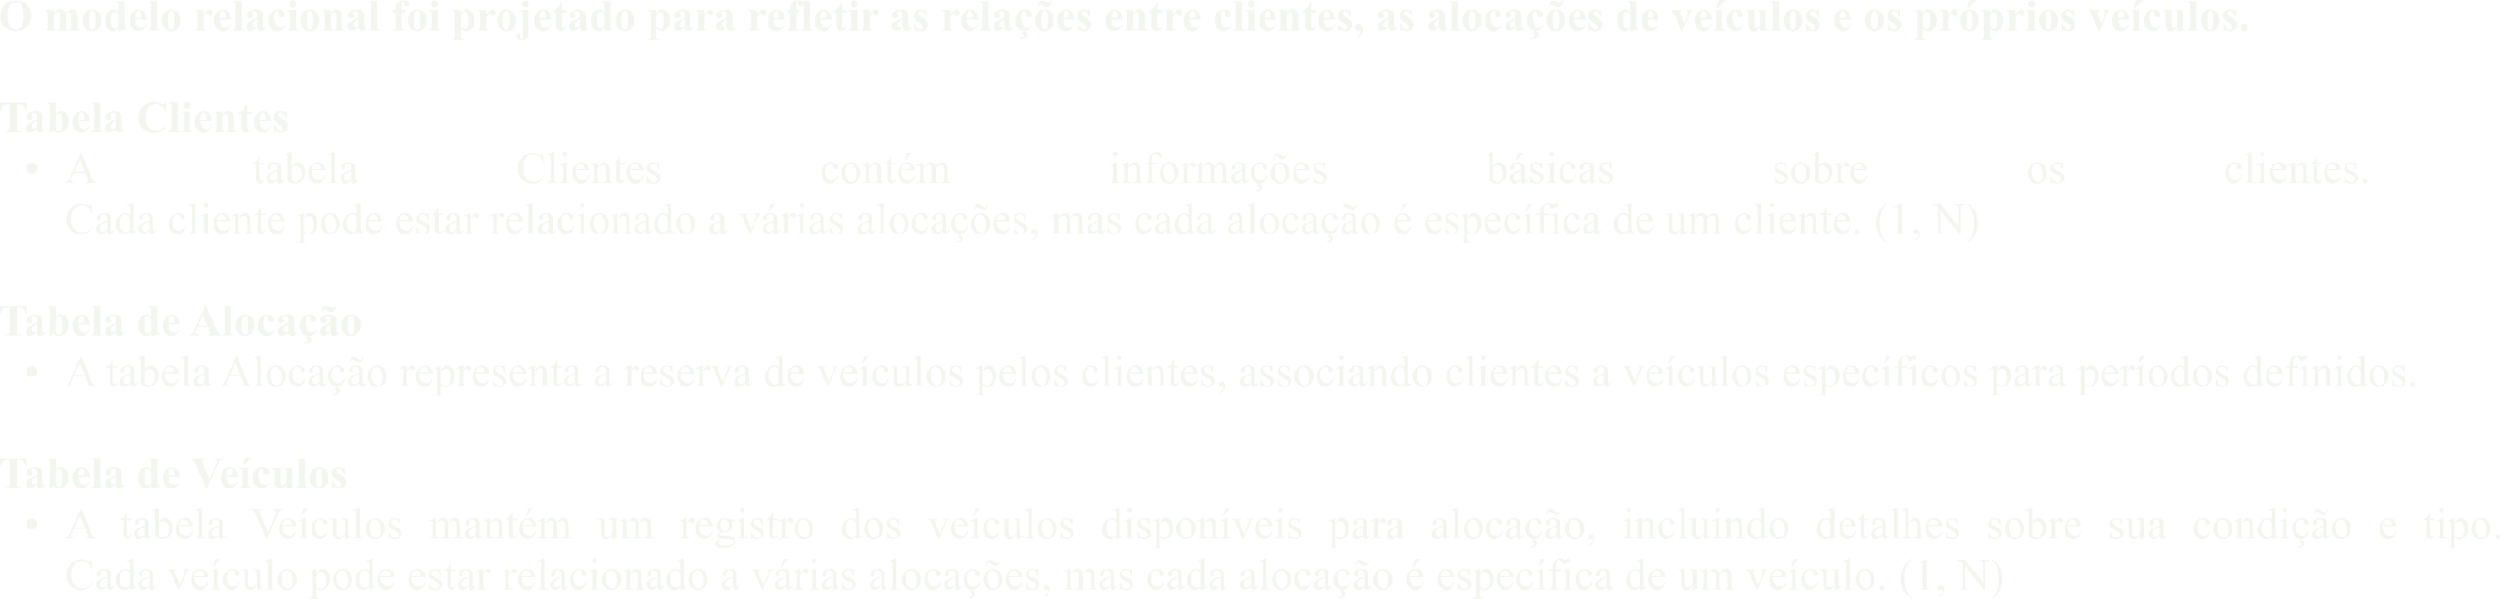 O modelo relacional foi projetado para refletir as relações entre clientes, as alocações de veículos e os próprios veículos.
Tabela Clientes
• A tabela Clientes contém informações básicas sobre os clientes.
Cada cliente pode estar relacionado a várias alocações, mas cada alocação é específica de um cliente. (1, N)
Tabela de Alocação
• A tabela Alocação representa a reserva de veículos pelos clientes, associando clientes a veículos específicos para períodos definidos.
Tabela de Veículos
• A tabela Veículos mantém um registro dos veículos disponíveis para alocação, incluindo detalhes sobre sua condição e tipo.
Cada veículo pode estar relacionado a várias alocações, mas cada alocação é específica de um veículo. (1, N)